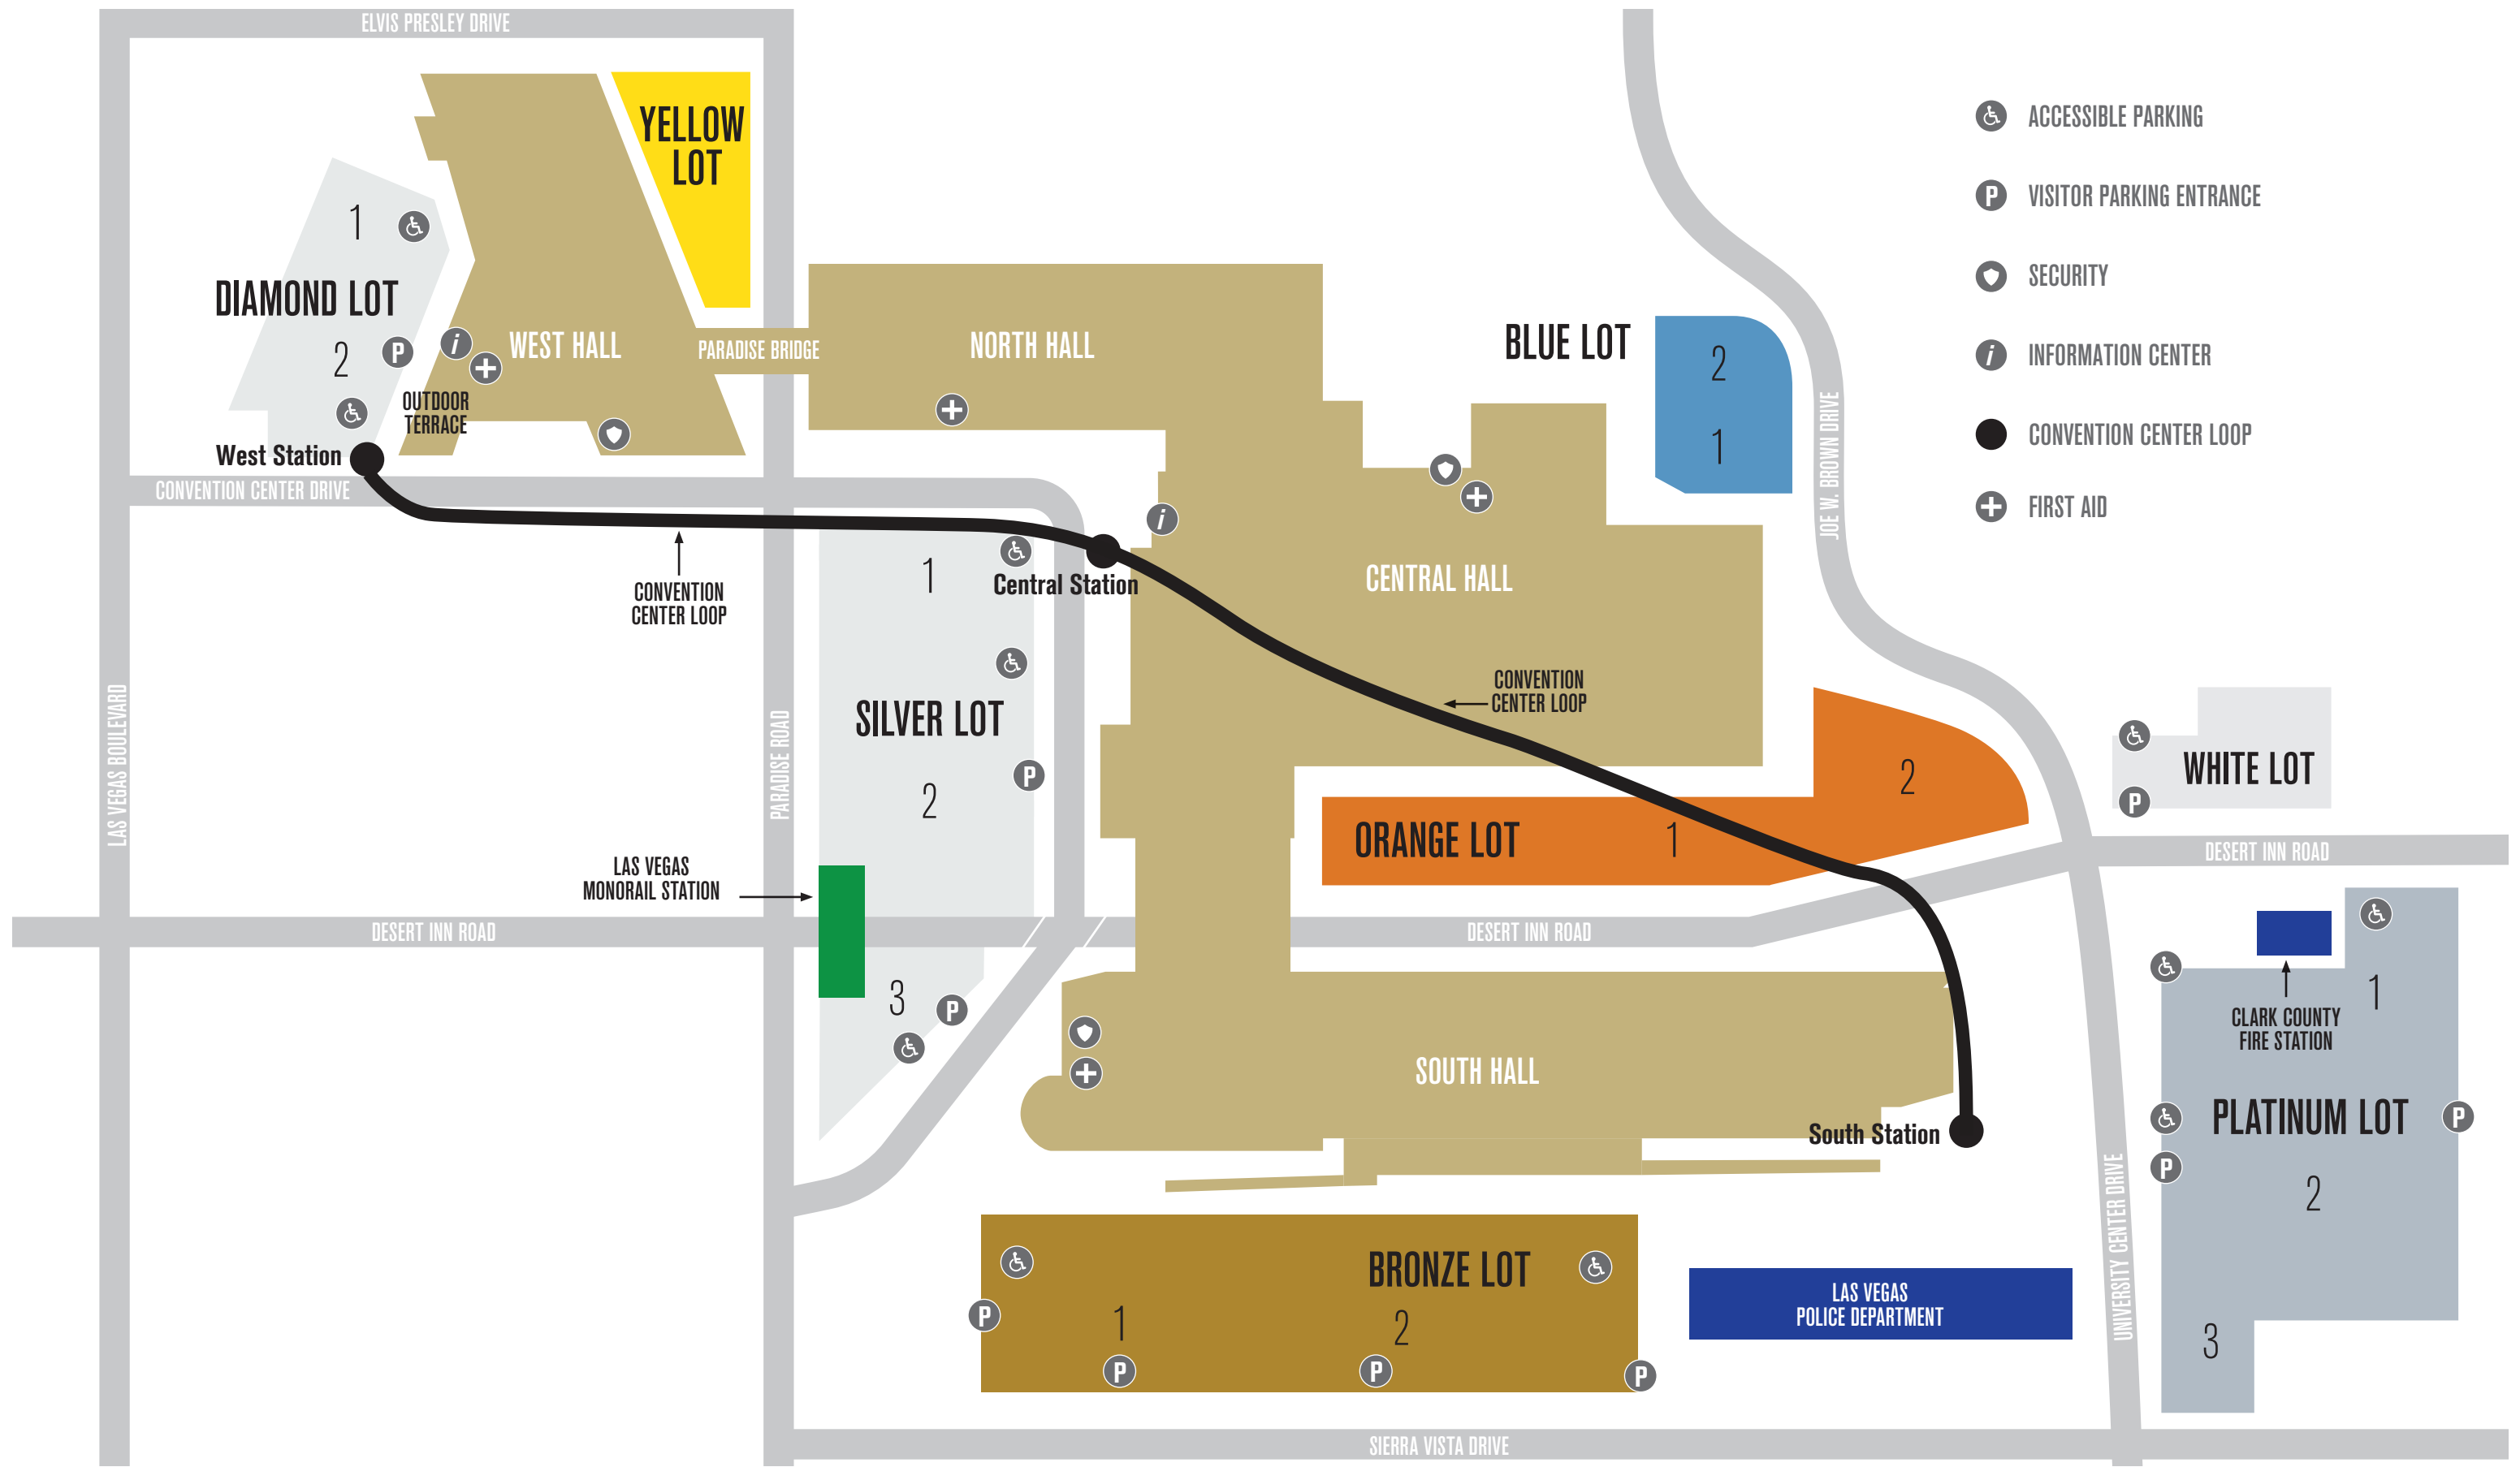 ELVIS PRESLEY DRIVE
YELLOW
LOT
1
DIAMOND LOT
2
P
i
WEST HALL
PARADISE BRIDGE
NORTH HALL
OUTDOOR
TERRACE
West Station
CONVENTION CENTER DRIVE
BLUE LOT
2
1
JOE W. BROWN DRIVE
ACCESSIBLE PARKING
P
VISITOR PARKING ENTRANCE
SECURITY
i
INFORMATION CENTER
CONVENTION CENTER LOOP
FIRST AID
i
CONVENTION
CENTER LOOP
1
Central Station
CENTRAL HALL
CONVENTION
CENTER LOOP
LAS VEGAS BOULEVARD
PARADISE ROAD
SILVER LOT
P
2
ORANGE LOT
1
2
WHITE LOT
P
DESERT INN ROAD
LAS VEGAS
MONORAIL STATION
DESERT INN ROAD
DESERT INN ROAD
3
P
SOUTH HALL
South Station
CLARK COUNTY
FIRE STATION
1
PLATINUM LOT
P
P
2
3
UNIVERSITY CENTER DRIVE
BRONZE LOT
P
1
2
P
P
P
LAS VEGAS
POLICE DEPARTMENT
SIERRA VISTA DRIVE